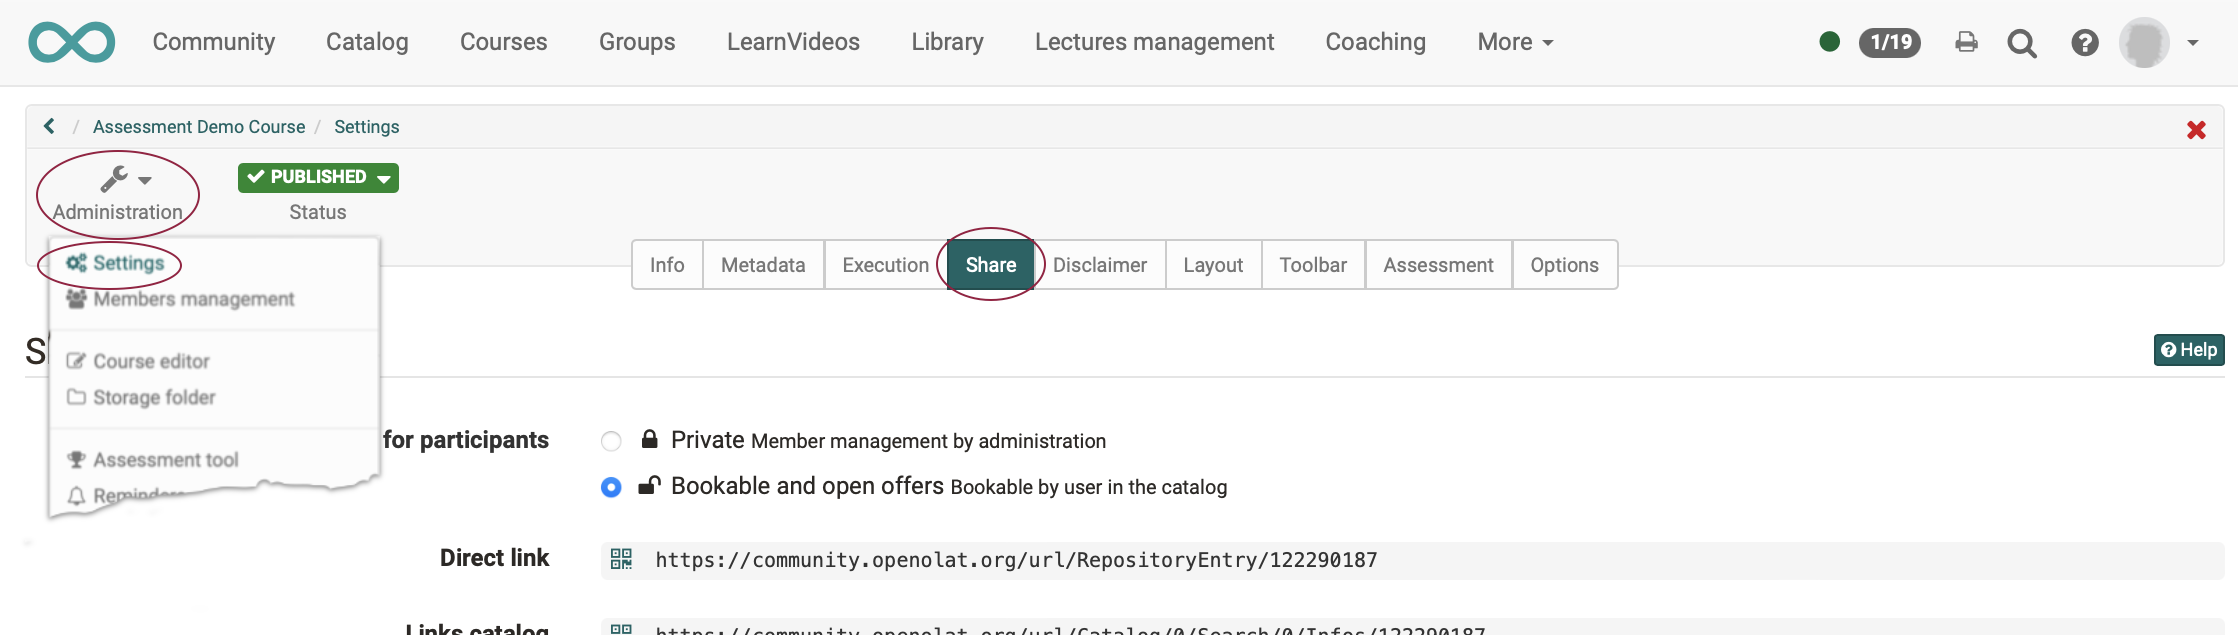 Community Catalog Courses Groups LearnVideos Library Lectures management Coaching More 1/19
/ Assessment Demo Course / Settings
PUBLISHED
Administration Status
Settings
Info Metadata Execution Share Disclaimer Layout Toolbar Assessment Options
Members management
Help
Course editor
Storage folder
for participants Private Member management by administration
Assessment tool
Bookable and open offers Bookable by user in the catalog
Reminders
Direct link https://community.openolat.org/url/RepositoryEntry/122290187
Links catalog https://community.openolat.org/url/Catalog/0/Search/0/Infos/122290187